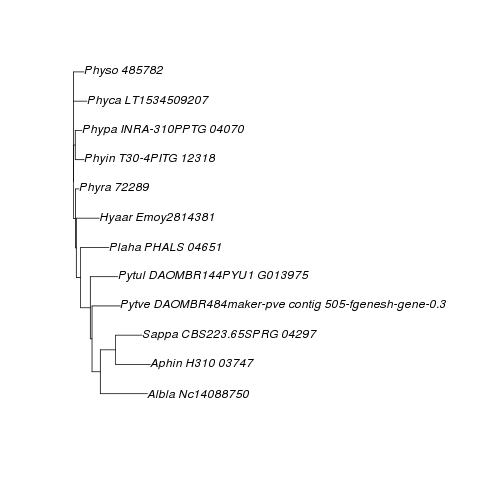 Physo 485782
Phyca LT1534509207
Phypa INRA-310PPTG 04070
Phyin T30-4PITG 12318
Phyra 72289
Hyaar Emoy2814381
Plaha PHALS 04651
Pytul DAOMBR144PYU1 G013975
Pytve DAOMBR484maker-pve contig 505-fgenesh-gene-0.3
Sappa CBS223.65SPRG 04297
Aphin H310 03747
Albla Nc14088750